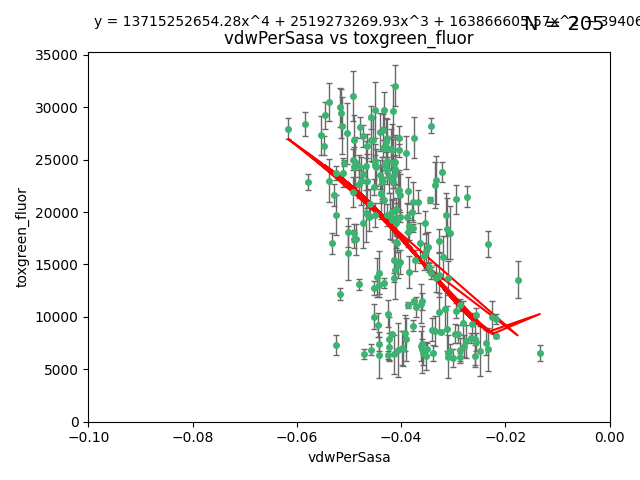 y = 13715252654.28x^4 + 2519273269.93x^3 +
N = 205
vdwPerSasa vs toxgreen_fluor
35000
30000
25000
20000
15000
10000
5000
0
toxgreen_fluor
−0.10
−0.08
−0.06
−0.04
−0.02
0.00
vdwPerSasa